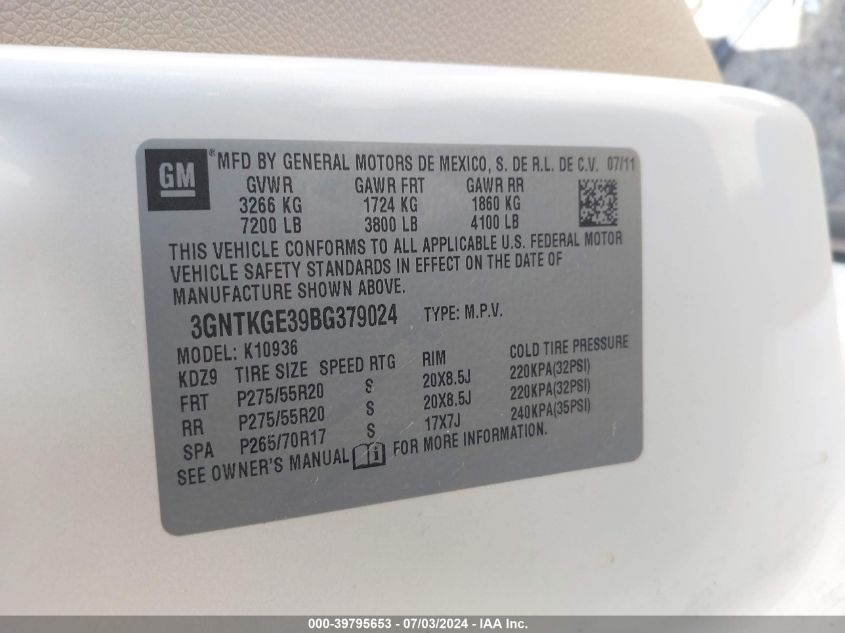 GM ® MFD BY GENERAL MOTORS DE MEXICO, S. DE R.L. DE C.V. 07/11
GVWR GAWR FRT GAWR RR
3266 KG 1724 KG 1860 KG
7200 LB 3800 LB 4100 LB
THIS VEHICLE CONFORMS TO ALL APPLICABLE U.S. FEDERAL MOTOR
VEHICLE SAFETY STANDARDS IN EFFECT ON THE DATE OF
MANUFACTURE SHOWN ABOVE.
3GNTKGE39BG379024 TYPE: M.P.V.
MODEL: K10936
KDZ9 TIRE SIZE SPEED RTG RIM COLD TIRE PRESSURE
FRT P275/55R20 S 20X8.5J 220KPA(32PSI)
RR P275/55R20 S 20X8.5J 220KPA(32PSI)
SPA P265/70R17 S 17X7J 240KPA(35PSI)
SEE OWNER'S MANUAL i FOR MORE INFORMATION.
000-39795653 - 07/03/2024 - IAA Inc.